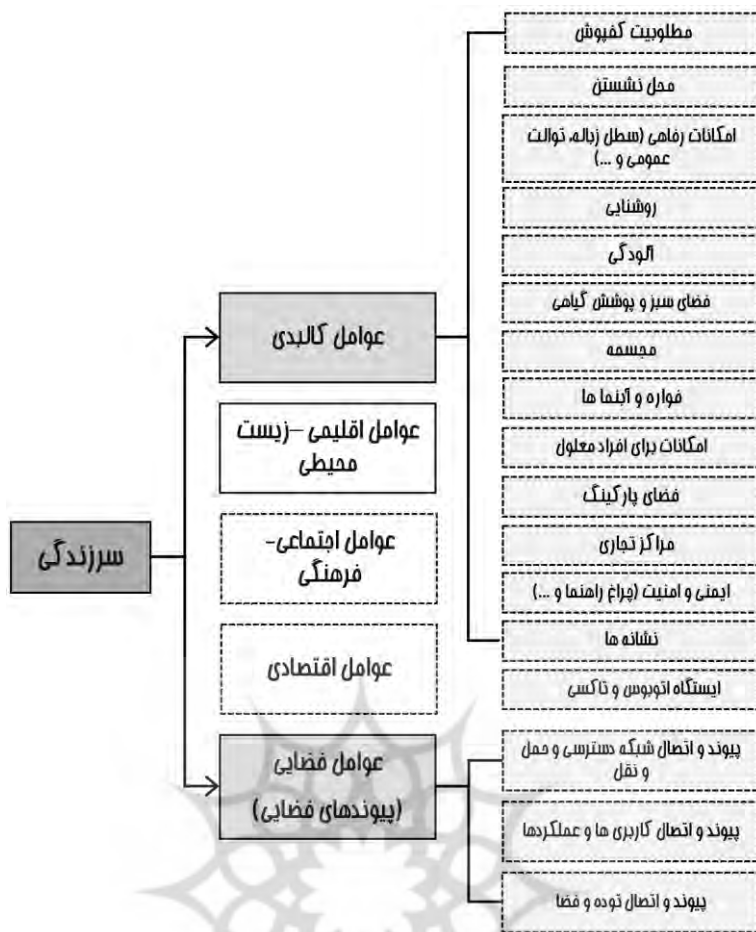 مطلوبیت کفپوش
محل نشستن
امکانات رفاهی (سطل زباله، توالت
عمومی و ...)
روشنایی
آلودگی
فضای سبز و پوشش گیاهی
مجسمه
فواره و آبنما ها
امکانات برای افراد معلول
فضای پارکینگ
مراکز تجاری
ایمنی و امنیت (چراغ راهنما و ...)
نشانه ها
ایستگاه اتوبوس و تاکسی
پیوند و اتصال شبکه دسترسی و حمل
و نقل
پیوند و اتصال کاربری ها و عملکردها
پیوند و اتصال توده و فضا
عوامل کالبدی
عوامل اقلیمی –زیست
محیطی
عوامل اجتماعی-
فرهنگی
عوامل اقتصادی
عوامل فضایی
(پیوندهای فضایی)
سرزندگی